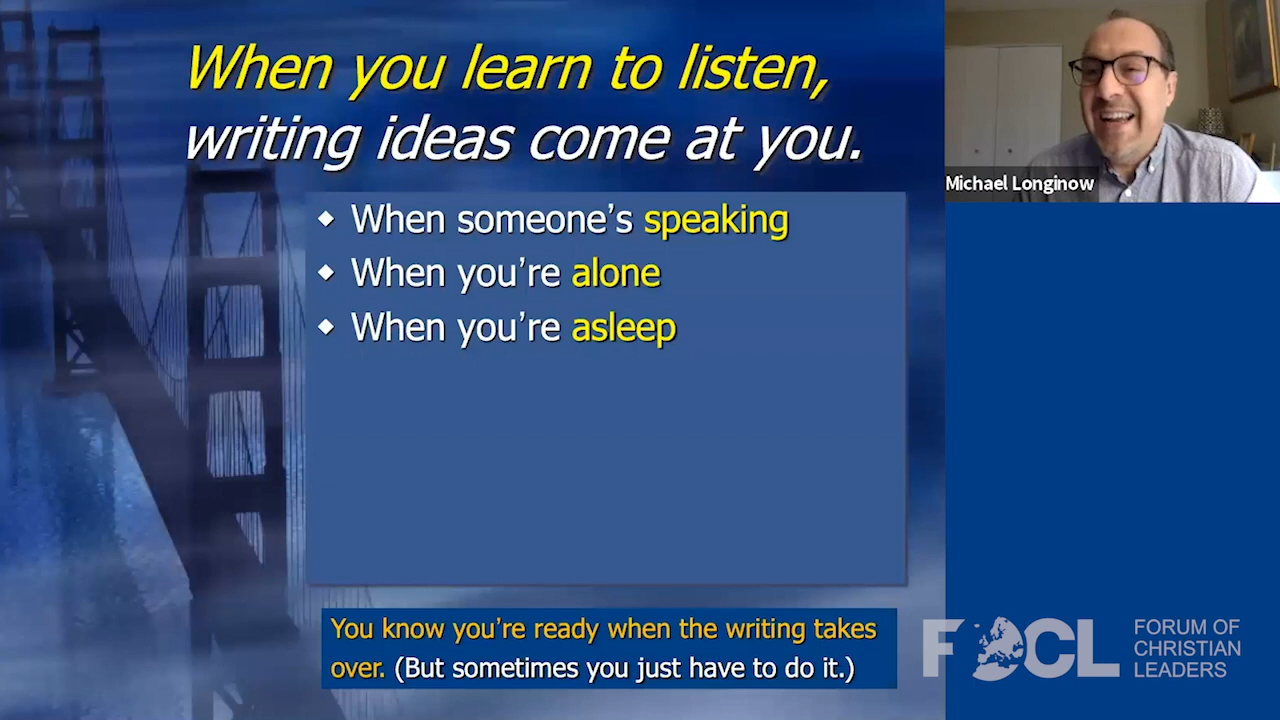 When you learn to listen,
writing ideas come at you.
When someone’s speaking
When you’re alone
When you’re asleep
You know you’re ready when the writing takes
over. (But sometimes you just have to do it.)
Michael Longinow
FOCL
FORUM OF
CHRISTIAN
LEADERS